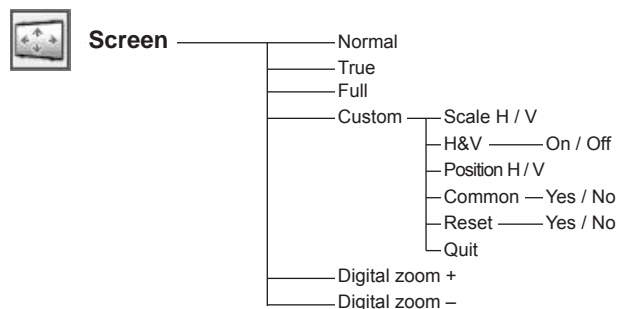 Screen Normal
True
Full
Custom Scale H / V
H&V On / Off
Position H / V
Common Yes / No
Reset Yes / No
Quit
Digital zoom +
Digital zoom –